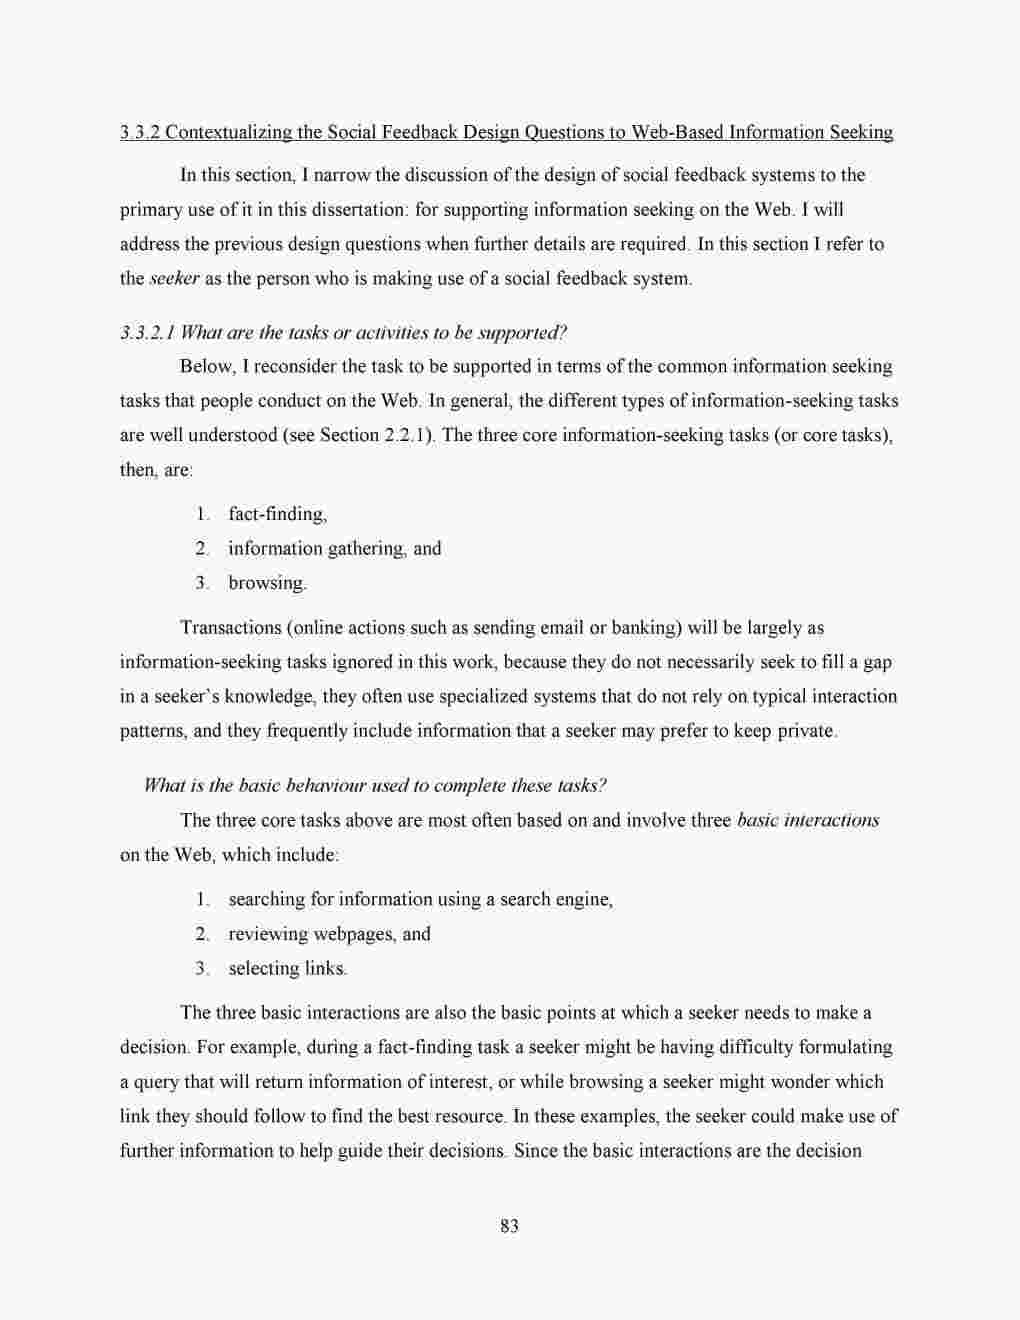 3.3.2 Contextualizing the Social Feedback Design Questions to Web-Based Information Seeking
In this section, I narrow the discussion of the design of social feedback systems to the
primary use of it in this dissertation: for supporting information seeking on the Web. I will
address the previous design questions when further details are required. In this section I refer to
the seeker as the person who is making use of a social feedback system.
3.3.2.1 What are the tasks or activities to be supported?
Below, I reconsider the task to be supported in terms of the common information seeking
tasks that people conduct on the Web. In general, the different types of information-seeking tasks
are well understood (see Section 2.2.1). The three core information-seeking tasks (or core tasks),
then, are:
1. fact-finding,
2. information gathering, and
3. browsing.
Transactions (online actions such as sending email or banking) will be largely as
information-seeking tasks ignored in this work, because they do not necessarily seek to fill a gap
in a seeker's knowledge, they often use specialized systems that do not rely on typical interaction
patterns, and they frequently include information that a seeker may prefer to keep private.
What is the basic behaviour used to complete these tasks?
The three core tasks above are most often based on and involve three basic interactions
on the Web, which include:
1. searching for information using a search engine,
2. reviewing webpages, and
3. selecting links.
The three basic interactions are also the basic points at which a seeker needs to make a
decision. For example, during a fact-finding task a seeker might be having difficulty formulating
a query that will return information of interest, or while browsing a seeker might wonder which
link they should follow to find the best resource. In these examples, the seeker could make use of
further information to help guide their decisions. Since the basic interactions are the decision
83